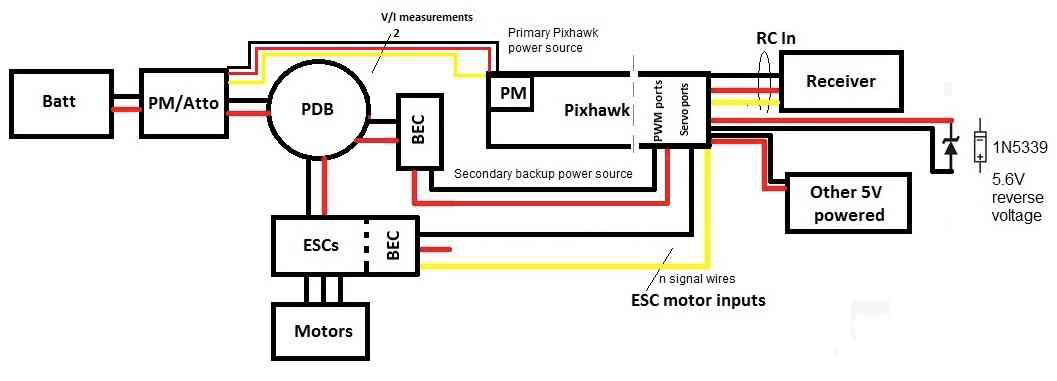 V/I measurements
2
Primary Pixhawk
power source
RC In
Batt
PM/Atto
PDB
BEC
PM
Pixhawk
PWM ports
Servo ports
Receiver
1N5339
5.6V
reverse
voltage
Secondary backup power source
Other 5V
powered
ESCs
BEC
n signal wires
ESC motor inputs
Motors